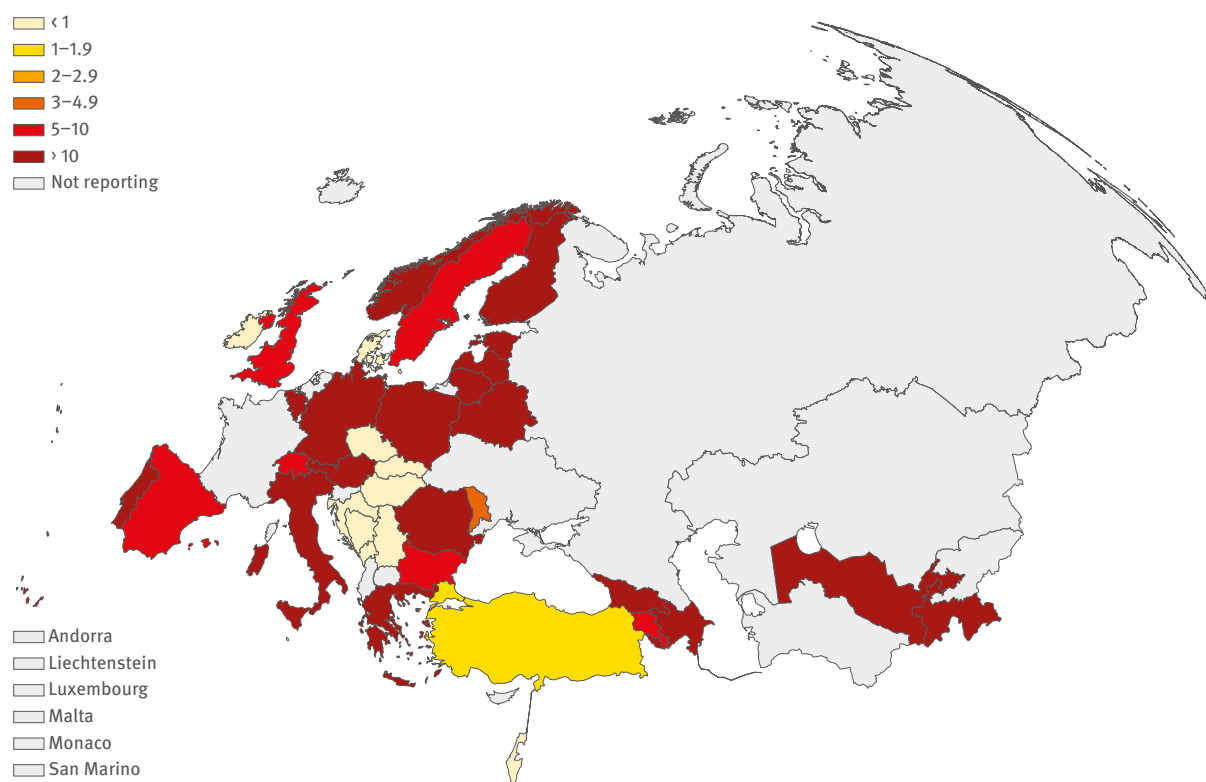 ‹ 1
1–1.9
2–2.9
3–4.9
5–10
› 10
Not reporting
Andorra
Liechtenstein
Luxembourg
Malta
Monaco
San Marino